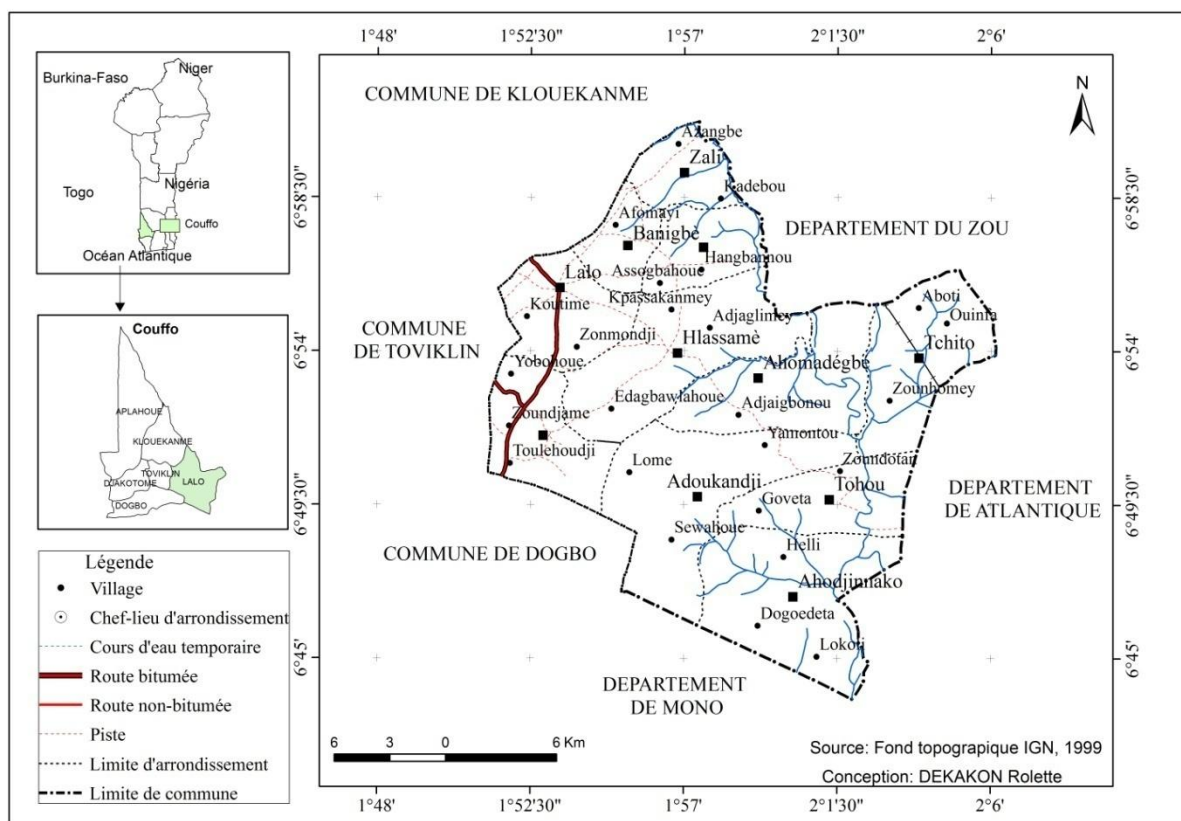 Burkina-Faso
Niger
Togo
Nigéria
Couffo
Océan Atlantique
Couffo
APLAHOUE
KLOUEKANME
TOVIKLIN
DJAKOTOME
LALO
DOGBO
Légende
Village
Chef-lieu d'arrondissement
Cours d'eau temporaire
Route bitumée
Route non-bitumée
Piste
Limite d'arrondissement
Limite de commune
1°48' 1°52'30" 1°57' 2°1'30" 2°6'
6°58'30"
6°54'
6°49'30"
6°45'
N
COMMUNE DE KLOUEKANME
Azangbe
Zali
Kadebou
Afomayi
Banigbè
DEPARTEMENT DU ZOU
Hangbannou
Lalo
Assogbahoue
Koutime
Kpassakanmey
Aboti
Ouinfa
Adjaglimey
COMMUNE
DE TOVIKLIN
Zonmondji
Hlassamè
Tchito
Yobohoue
Ahomadégbe
Zounhomey
Edagbawlahoue
Adjaigbonou
Zoundjame
Yamontou
Toulehoudji
Lome
Adoukandji
Tohou
Goveta
DEPARTEMENT
DE ATLANTIQUE
Sewahoue
COMMUNE DE DOGBO
Helli
Ahodjinnako
Dogoedeta
Lokoti
DEPARTEMENT
DE MONO
6 3 0 6 Km
Source: Fond topograpique IGN, 1999
Conception: DEKAKON Rolette
6°58'30"
6°54'
6°49'30"
6°45'
1°48' 1°52'30" 1°57' 2°1'30" 2°6'